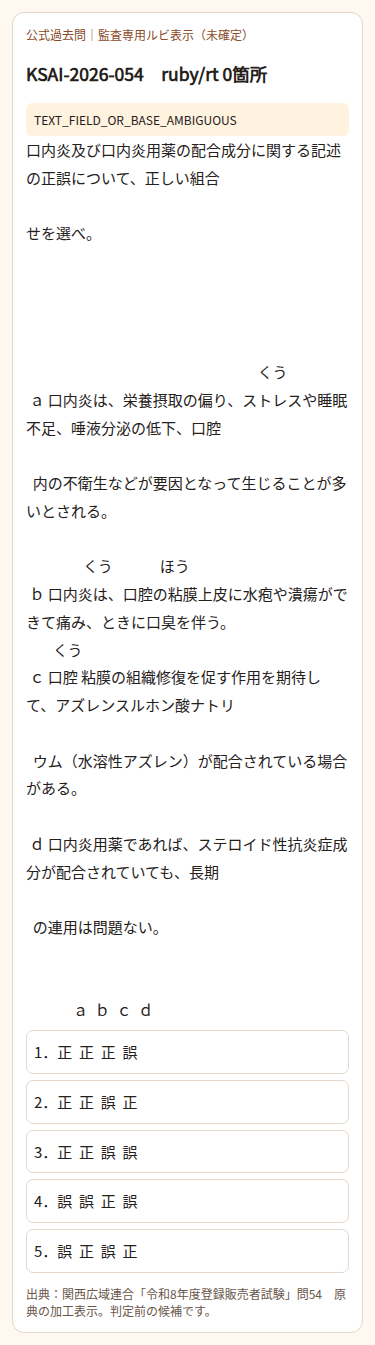 公式過去問｜監査専用ルビ表示（未確定）
KSAI-2026-054　ruby/rt 0箇所
TEXT_FIELD_OR_BASE_AMBIGUOUS
口内炎及び口内炎用薬の配合成分に関する記述
の正誤について、正しい組合
せを選べ。
くう
a 口内炎は、栄養摂取の偏り、ストレスや睡眠
不足、唾液分泌の低下、口腔
内の不衛生などが要因となって生じることが多
いとされる。
くう　　　ほう
b 口内炎は、口腔の粘膜上皮に水疱や潰瘍がで
きて痛み、ときに口臭を伴う。
くう
c 口腔 粘膜の組織修復を促す作用を期待し
て、アズレンスルホン酸ナトリ
ウム（水溶性アズレン）が配合されている場合
がある。
d 口内炎用薬であれば、ステロイド性抗炎症成
分が配合されていても、長期
の連用は問題ない。
a b c d
1. 正 正 正 誤
2. 正 正 誤 正
3. 正 正 誤 誤
4. 誤 誤 正 誤
5. 誤 正 誤 正
出典：関西広域連合「令和8年度登録販売者試験」問54　原
典の加工表示。判定前の候補です。